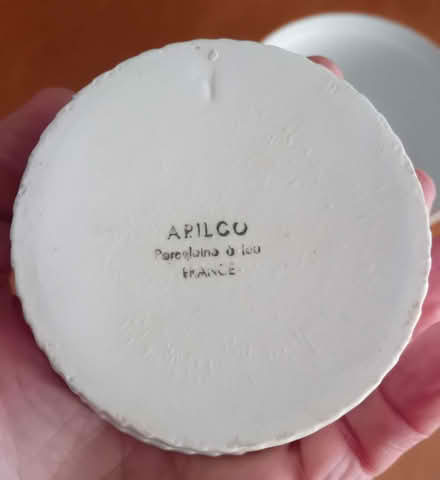 APILCO
Porcelaine à feu
FRANCE